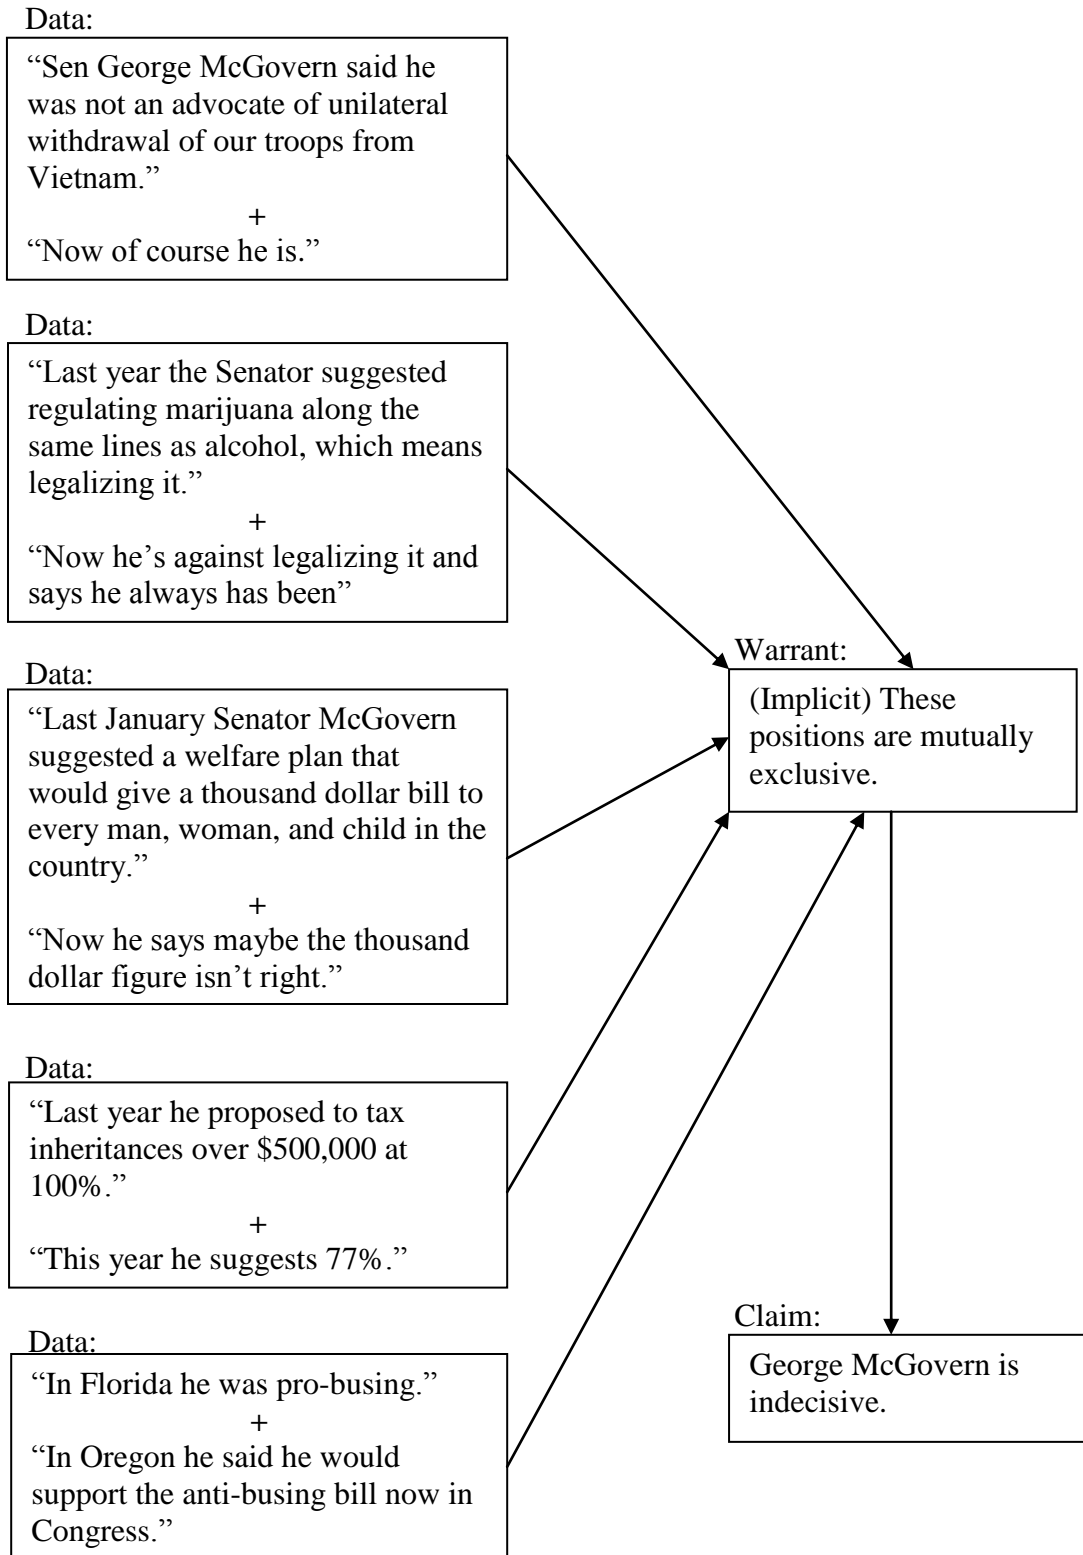 Data:
“Sen George McGovern said he
was not an advocate of unilateral
withdrawal of our troops from
Vietnam.”
+
“Now of course he is.”
Data:
“Last year the Senator suggested
regulating marijuana along the
same lines as alcohol, which means
legalizing it.”
+
“Now he’s against legalizing it and
says he always has been”
Data:
“Last January Senator McGovern
suggested a welfare plan that
would give a thousand dollar bill to
every man, woman, and child in the
country.”
+
“Now he says maybe the thousand
dollar figure isn’t right.”
Data:
“Last year he proposed to tax
inheritances over $500,000 at
100%.”
+
“This year he suggests 77%.”
Data:
“In Florida he was pro-busing.”
+
“In Oregon he said he would
support the anti-busing bill now in
Congress.”
Warrant:
(Implicit) These
positions are mutually
exclusive.
Claim:
George McGovern is
indecisive.